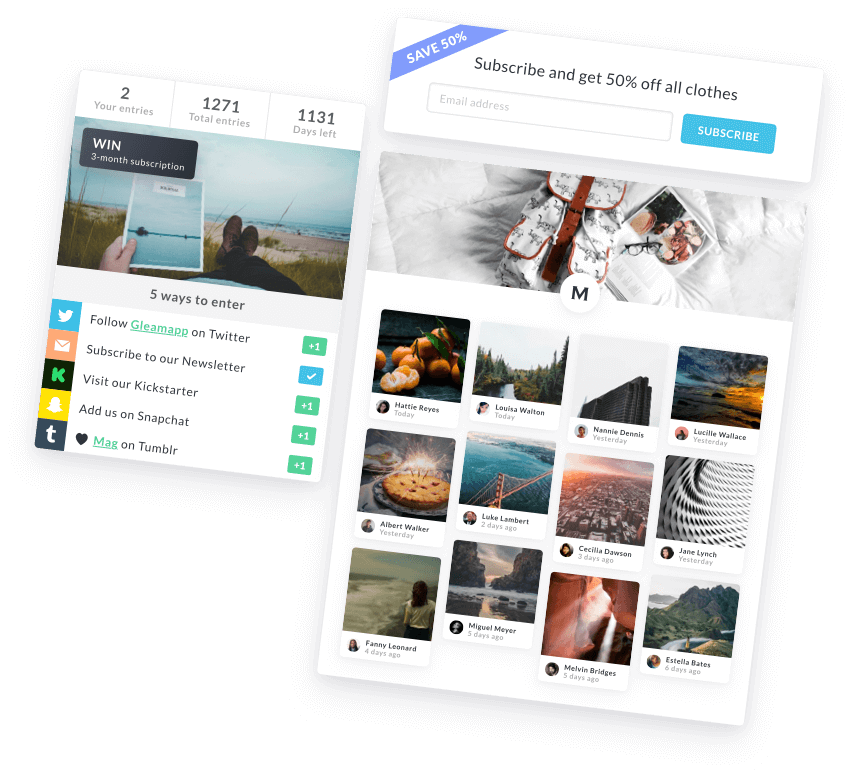 2
Your entries
1271
Total entries
1131
Days left
WIN
3-month subscription
5 ways to enter
Follow Gleamapp on Twitter
+1
Subscribe to our Newsletter
Visit our Kickstarter
+1
Add us on Snapchat
+1
Mag on Tumblr
+1
SAVE 50%
Subscribe and get 50% off all clothes
Email address
SUBSCRIBE
M
Hattie Reyes
Today
Louisa Walton
Today
Nannie Dennis
Yesterday
Lucille Wallace
Yesterday
Albert Walker
Yesterday
Luke Lambert
2 days ago
Cecilia Dawson
3 days ago
Jane Lynch
Yesterday
Fanny Leonard
4 days ago
Miguel Meyer
5 days ago
Melvin Bridges
5 days ago
Estella Bates
6 days ago